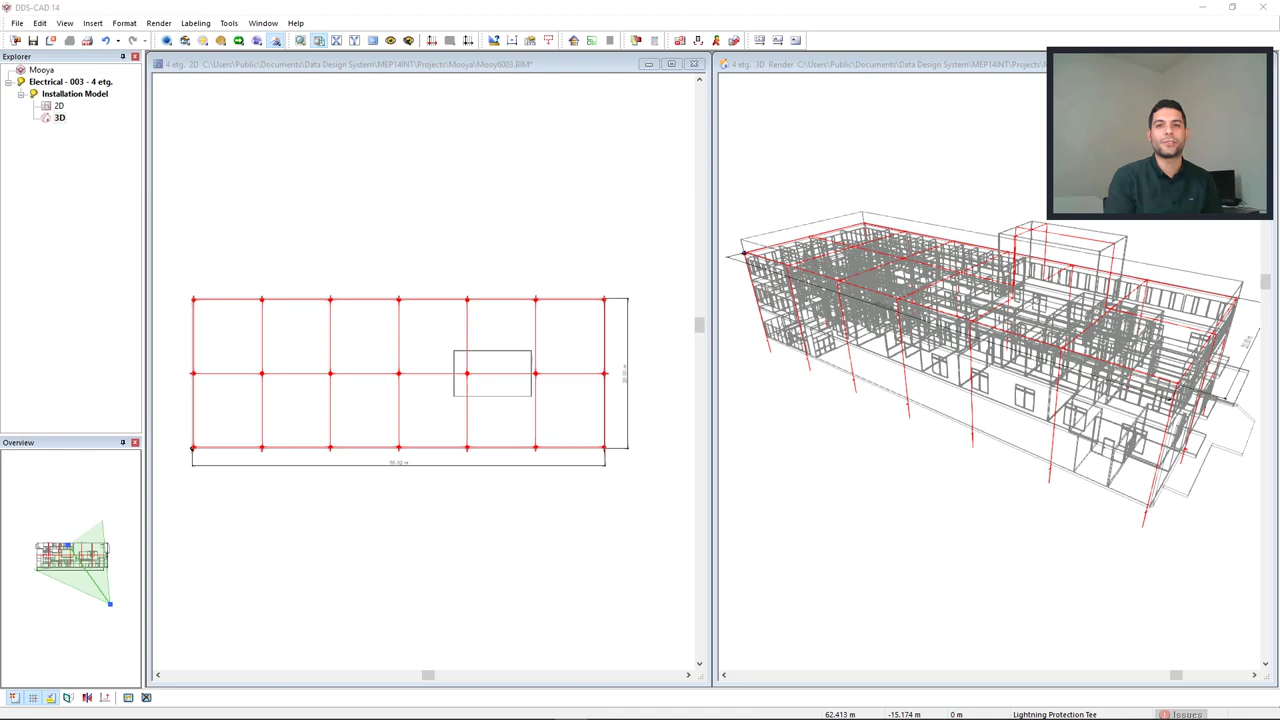 DDS-CAD 14
File Edit View Insert Format Render Tools Labeling Window Help
Explorer
Mooya
Electrical - 003 - 4 etg.
Installation Model
2D
3D
4 etg. 2D C:\Users\Public\Documents\Data Design System\MEP14INT\Projects\Mooya\Mooy6003.BIM*
4 etg. 3D Render C:\Users\Public\Documents\Data Design System\MEP14INT\Projects\M
20.00 m
Overview
62.413 m -15.174 m 0 m Lightning Protection Tee Issues